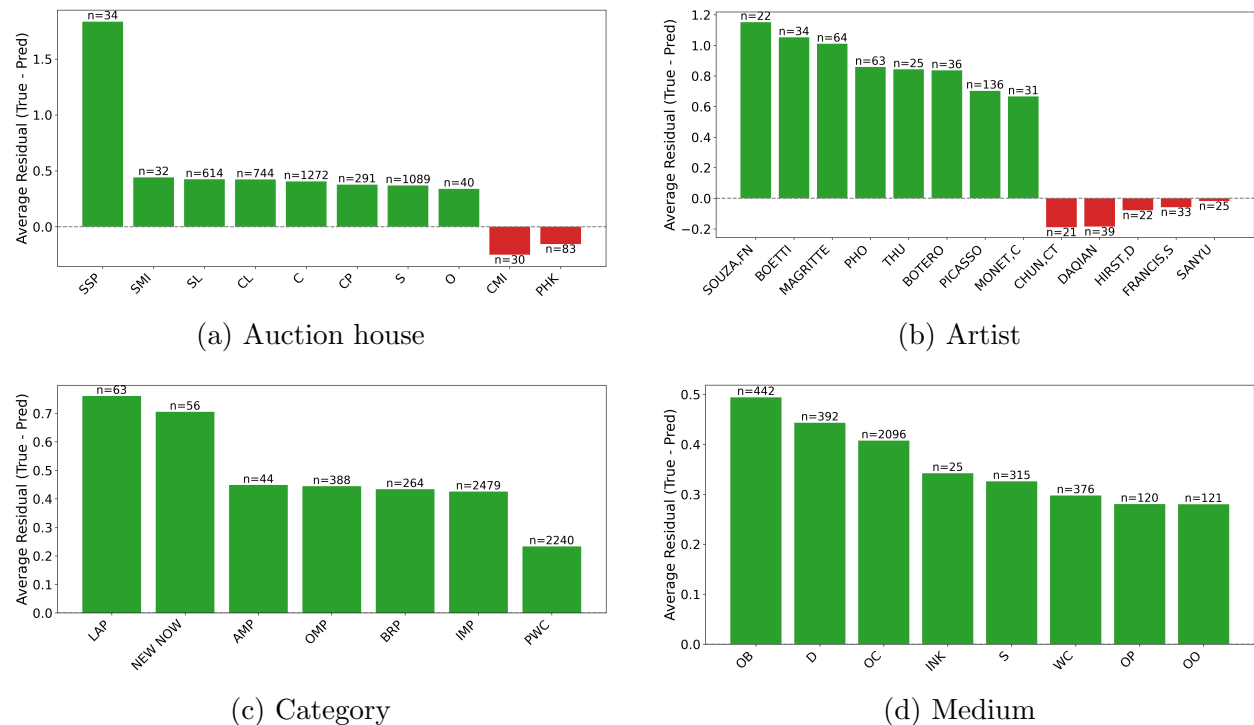 n=34
n=32
n=614
n=744
n=1272
n=291
n=1089
n=40
n=30
n=83
1.5
1.0
0.5
0.0
Average Residual (True - Pred)
SSP
SMI
SL
CL
C
CP
S
O
CMI
PHK
(a) Auction house
n=22
n=34
n=64
n=63
n=25
n=36
n=136
n=31
n=21
n=39
n=22
n=33
n=25
1.2
1.0
0.8
0.6
0.4
0.2
0.0
−0.2
Average Residual (True - Pred)
SOUZA,FN
BOETTI
MAGRITTE
PHO
THU
BOTERO
PICASSO
MONET,C
CHUN,CT
DAQIAN
HIRST,D
FRANCIS,S
SANYU
(b) Artist
n=63
n=56
n=44
n=388
n=264
n=2479
n=2240
0.7
0.6
0.5
0.4
0.3
0.2
0.1
0.0
Average Residual (True - Pred)
LAP
NEW NOW
AMP
OMP
BRP
IMP
PWC
(c) Category
n=442
n=392
n=2096
n=25
n=315
n=376
n=120
n=121
0.5
0.4
0.3
0.2
0.1
0.0
Average Residual (True - Pred)
OB
D
OC
INK
S
WC
OP
OO
(d) Medium